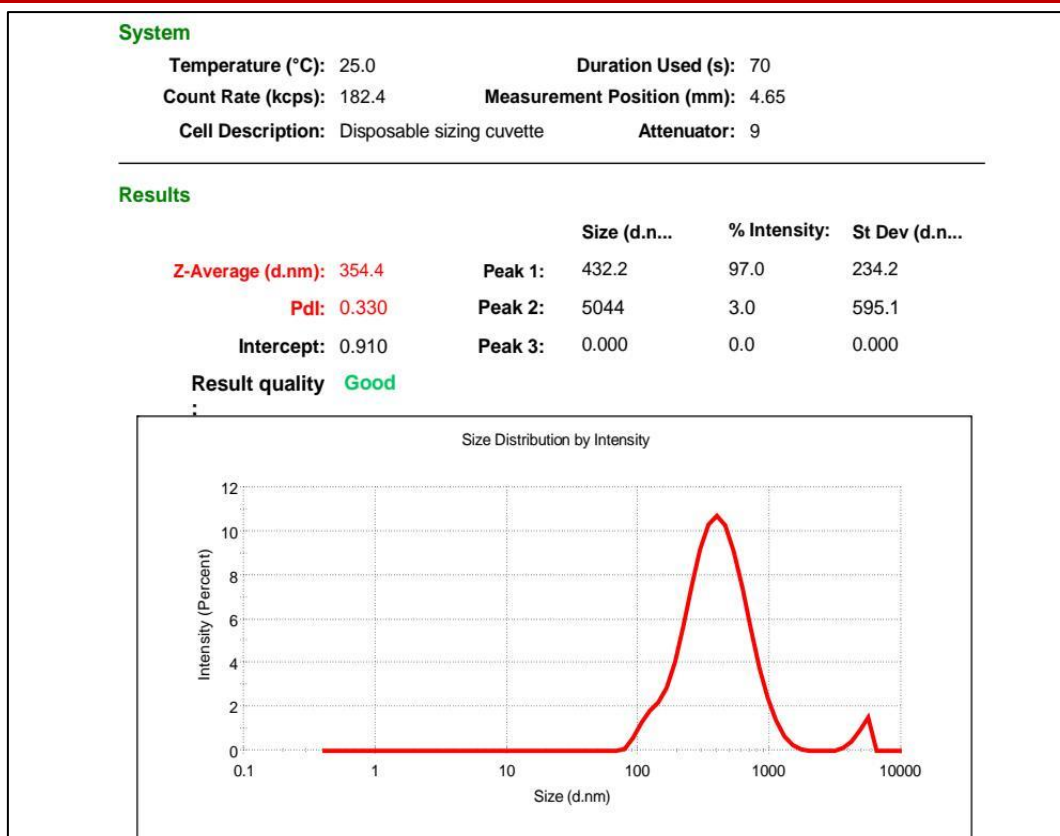 System
Temperature (°C): 25.0 Duration Used (s): 70
Count Rate (kcps): 182.4 Measurement Position (mm): 4.65
Cell Description: Disposable sizing cuvette Attenuator: 9
Results
Size (d.n... % Intensity: St Dev (d.n...
Z-Average (d.nm): 354.4 Peak 1: 432.2 97.0 234.2
PdI: 0.330 Peak 2: 5044 3.0 595.1
Intercept: 0.910 Peak 3: 0.000 0.0 0.000
Result quality Good
:
Size Distribution by Intensity
Intensity (Percent)
12
10
8
6
4
2
0
0.1 1 10 100 1000 10000
Size (d.nm)